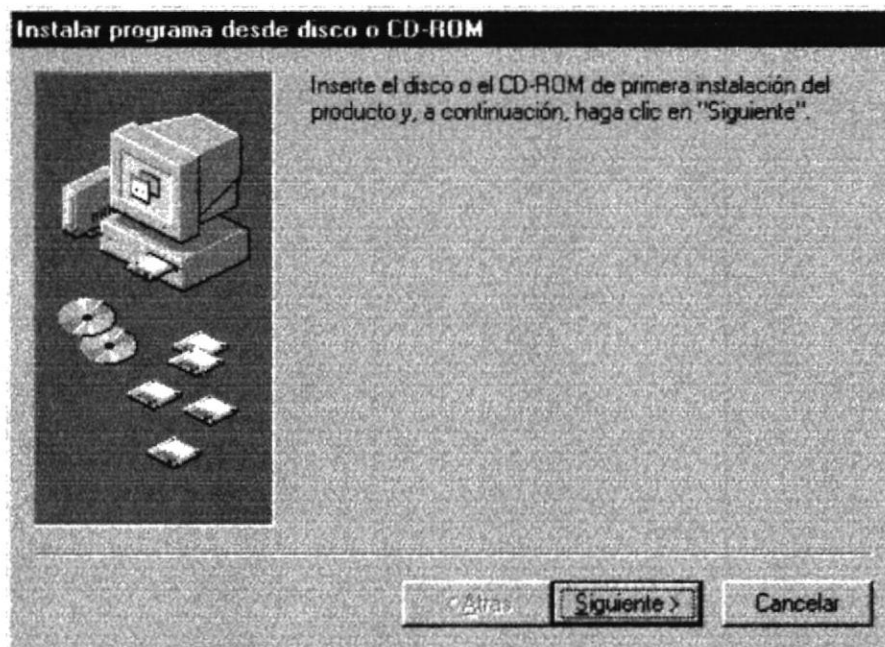 Instalar programa desde disco o CD-ROM
Inserte el disco o el CD-ROM de primera instalación del
producto y, a continuación, haga clic en "Siguiente".
< Atras
Siguiente >
Cancelar